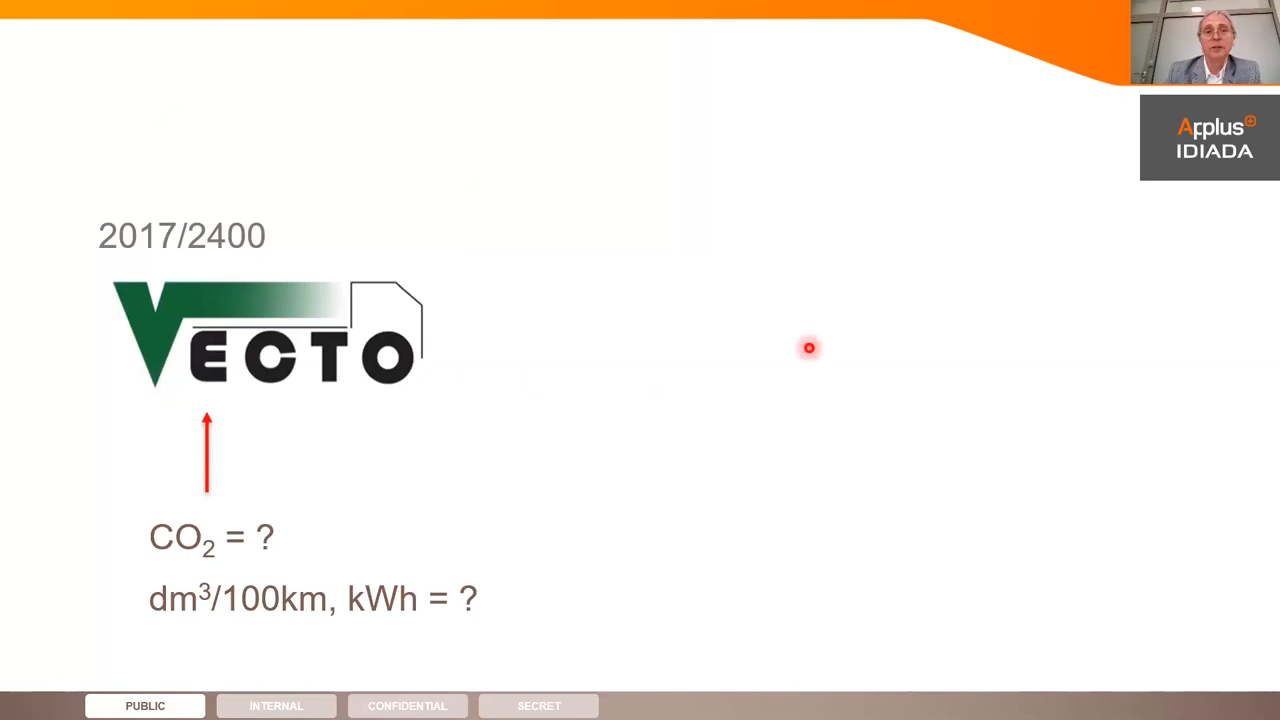 Applus+
IDIADA
2017/2400
VECTO
CO₂ = ?
dm³/100km, kWh = ?
PUBLIC
INTERNAL
CONFIDENTIAL
SECRET